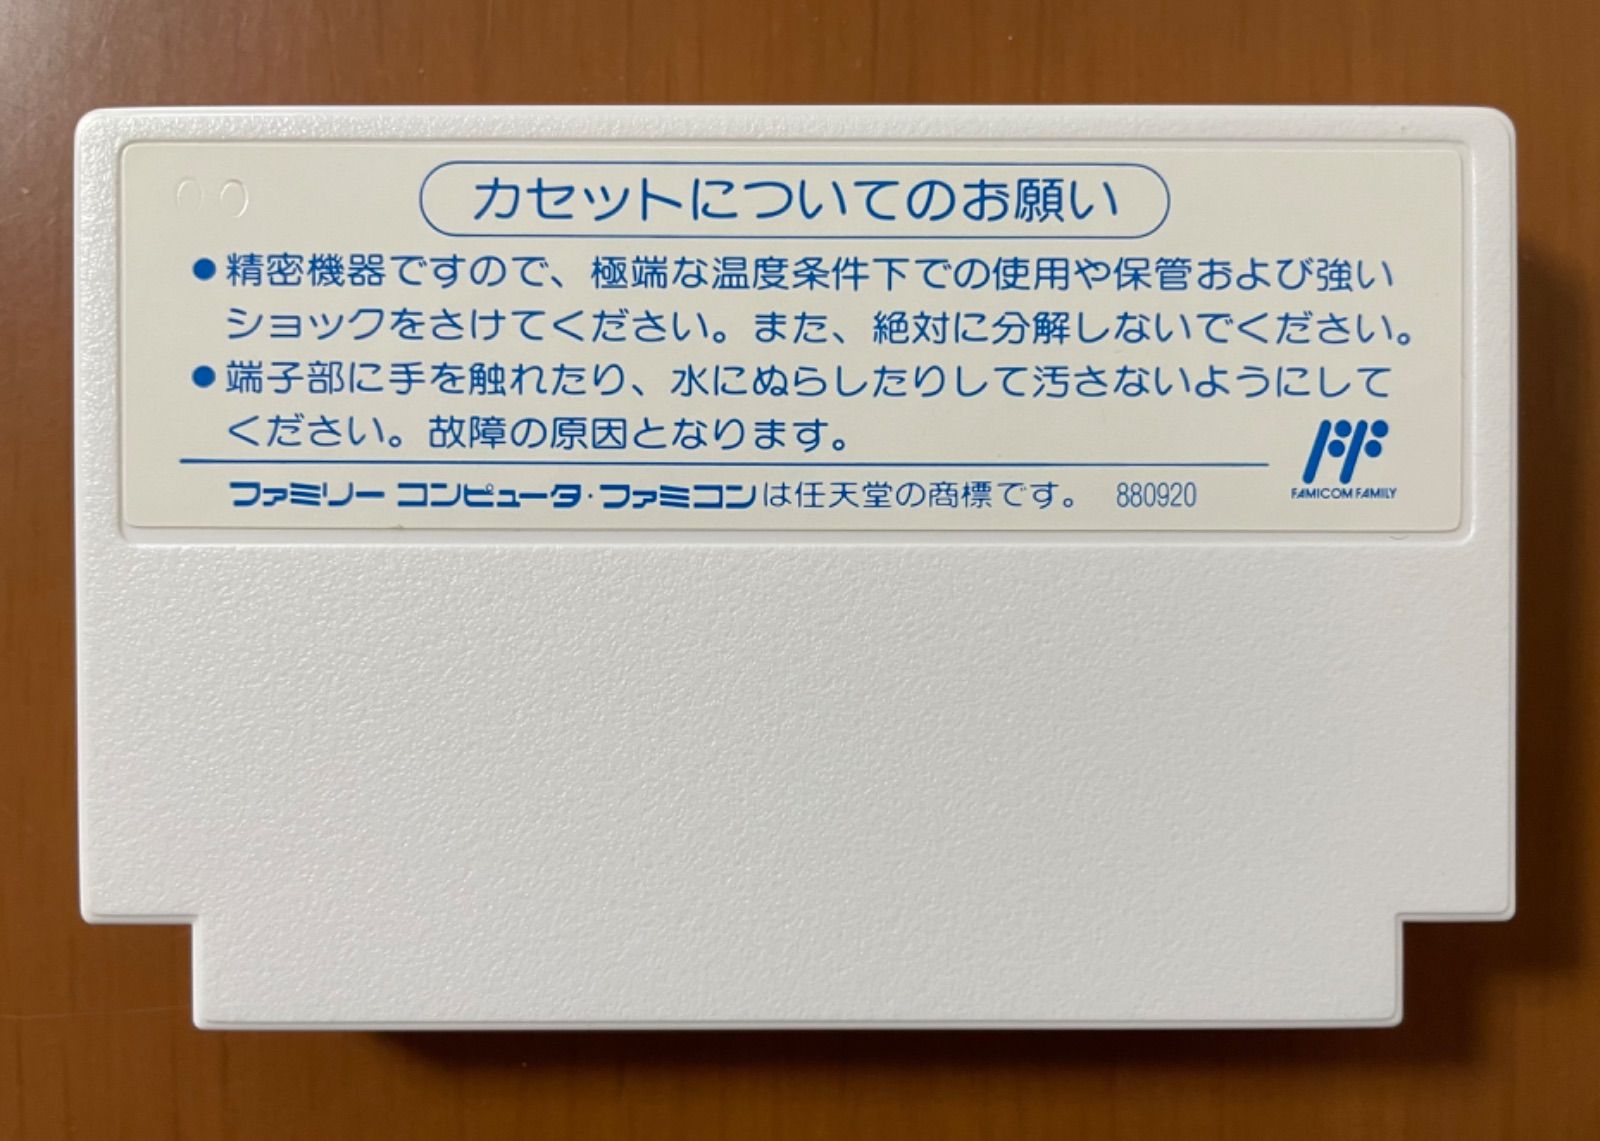 カセットについてのお願い
●精密機器ですので、極端な温度条件下での使用や保管および強い
ショックをさけてください。また、絶対に分解しないでください。
●端子部に手を触れたり、水にぬらしたりして汚さないようにして
ください。故障の原因となります。
FF
FAMICOM FAMILY
ファミリー コンピュータ・ファミコンは任天堂の商標です。 880920